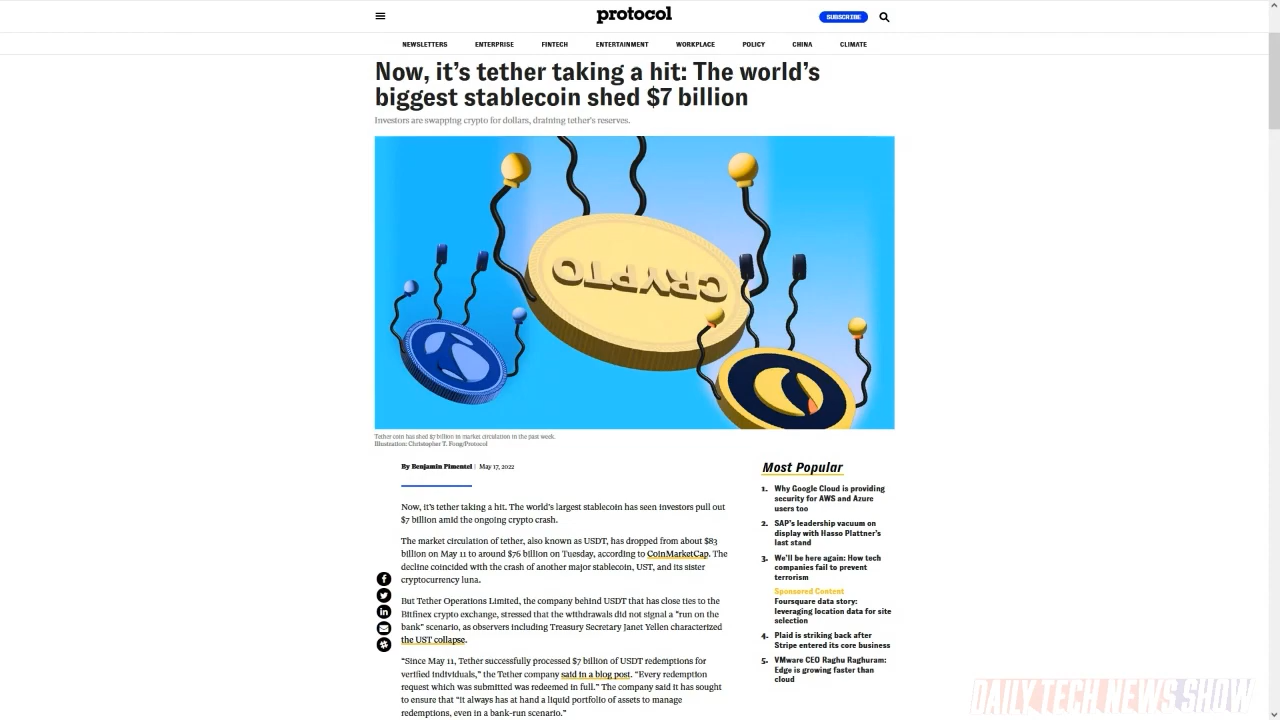 protocol
SUBSCRIBE
NEWSLETTERS ENTERPRISE FINTECH ENTERTAINMENT WORKPLACE POLICY CHINA CLIMATE
Now, it's tether taking a hit: The world's
biggest stablecoin shed $7 billion
Investors are swapping crypto for dollars, draining tether's reserves.
CRYPTO
Tether coin has shed $7 billion in market circulation in the past week.
Illustration: Christopher T. Fong/Protocol
By Benjamin Pimentel | May 17, 2022
Now, it's tether taking a hit. The world's largest stablecoin has seen investors pull out
$7 billion amid the ongoing crypto crash.
The market circulation of tether, also known as USDT, has dropped from about $83
billion on May 11 to around $76 billion on Tuesday, according to CoinMarketCap. The
decline coincided with the crash of another major stablecoin, UST, and its sister
cryptocurrency luna.
But Tether Operations Limited, the company behind USDT that has close ties to the
Bitfinex crypto exchange, stressed that the withdrawals did not signal a "run on the
bank" scenario, as observers including Treasury Secretary Janet Yellen characterized
the UST collapse.
“Since May 11, Tether successfully processed $7 billion of USDT redemptions for
verified individuals,” the Tether company said in a blog post. “Every redemption
request which was submitted was redeemed in full.” The company said it has sought
to ensure that “it always has at hand a liquid portfolio of assets to manage
redemptions, even in a bank-run scenario.”
Most Popular
1. Why Google Cloud is providing
security for AWS and Azure
users too
2. SAP's leadership vacuum on
display with Hasso Plattner's
last stand
3. We'll be here again: How tech
companies fail to prevent
terrorism
Sponsored Content
Foursquare data story:
leveraging location data for site
selection
4. Plaid is striking back after
Stripe entered its core business
5. VMware CEO Raghu Raghuram:
Edge is growing faster than
cloud
DAILY TECH NEWS SHOW